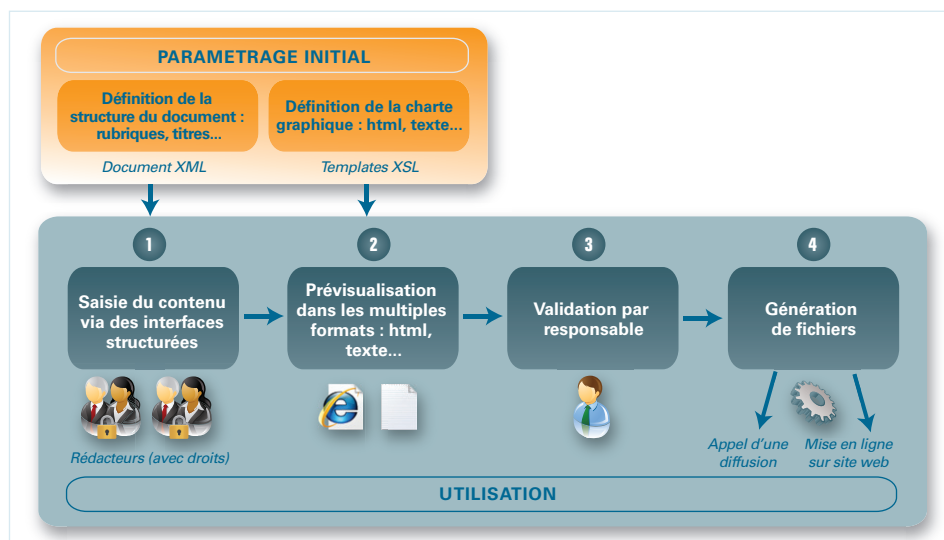 PARAMETRAGE INITIAL
Définition de la
structure du document :
rubriques, titres...
Document XML
Définition de la charte
graphique : html, texte...
Templates XSL
1
Saisie du contenu
via des interfaces
structurées
Rédacteurs (avec droits)
2
Prévisualisation
dans les multiples
formats : html,
texte...
3
Validation par
responsable
4
Génération
de fichiers
Appel d'une
diffusion
Mise en ligne
sur site web
UTILISATION